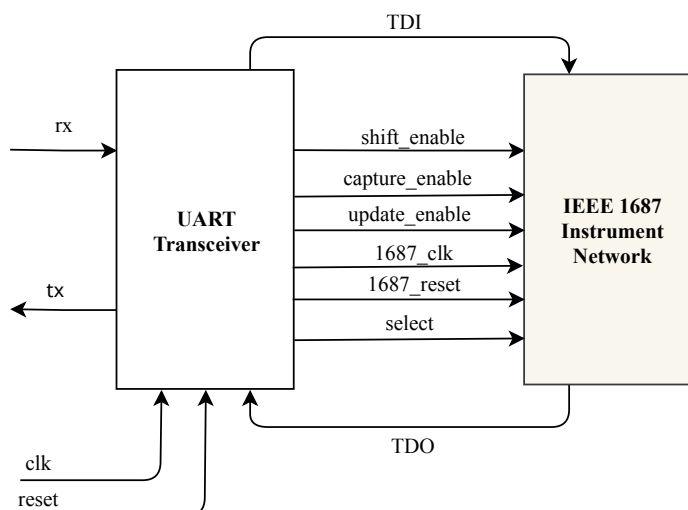 TDI
rx
shift_enable
capture_enable
UART
Transceiver
update_enable
IEEE 1687
Instrument
Network
1687_clk
1687_reset
tx
select
TDO
clk
reset